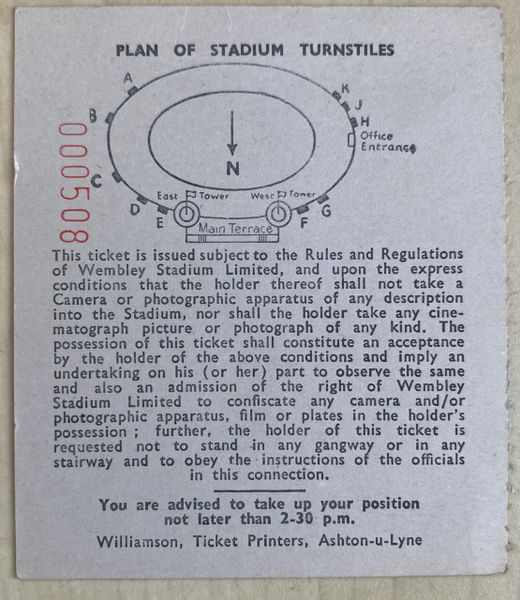 PLAN OF STADIUM TURNSTILES
A
B
C
D
E
K
J
H
Office
Entrance
N
East Tower
West Tower
F
G
Main Terrace
000508
This ticket is issued subject to the Rules and Regulations
of Wembley Stadium Limited, and upon the express
conditions that the holder thereof shall not take a
Camera or photographic apparatus of any description
into the Stadium, nor shall the holder take any cine-
matograph picture or photograph of any kind. The
possession of this ticket shall constitute an acceptance
by the holder of the above conditions and imply an
undertaking on his (or her) part to observe the same
and also an admission of the right of Wembley
Stadium Limited to confiscate any camera and/or
photographic apparatus, film or plates in the holder's
possession ; further, the holder of this ticket is
requested not to stand in any gangway or in any
stairway and to obey the instructions of the officials
in this connection.
You are advised to take up your position
not later than 2-30 p.m.
Williamson, Ticket Printers, Ashton-u-Lyne